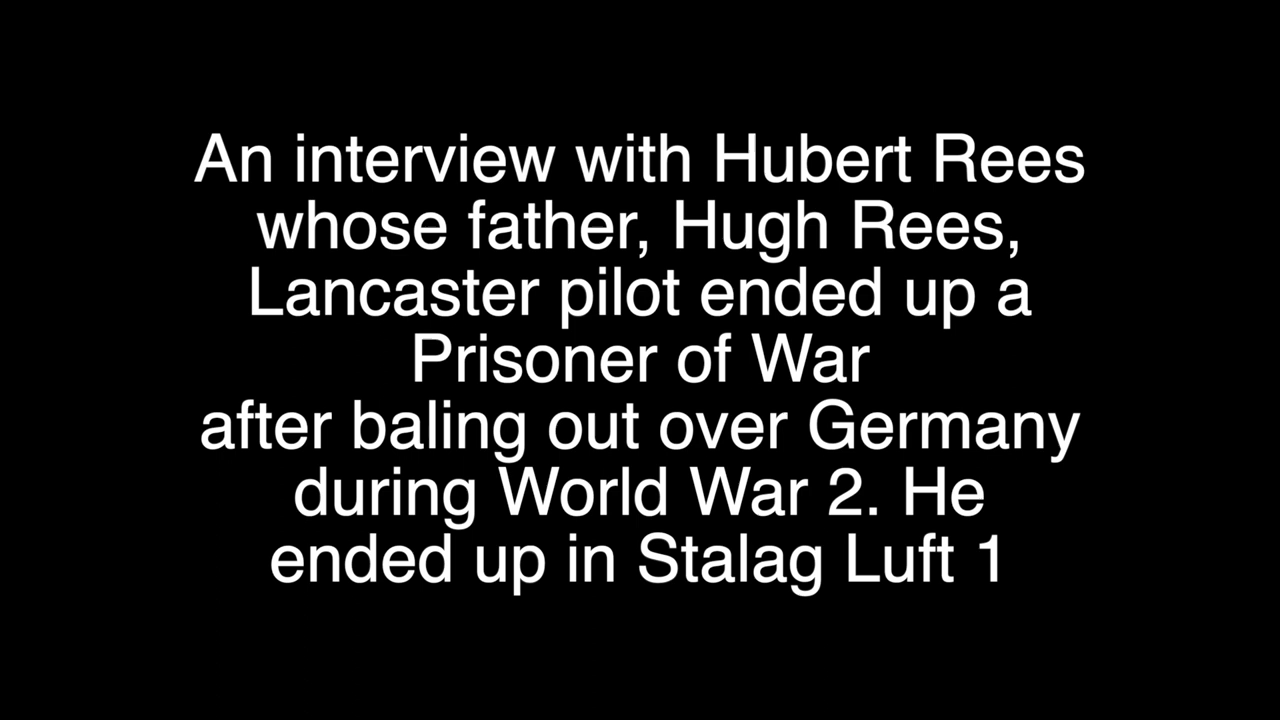 An interview with Hubert Rees
whose father, Hugh Rees,
Lancaster pilot ended up a
Prisoner of War
after baling out over Germany
during World War 2. He
ended up in Stalag Luft 1